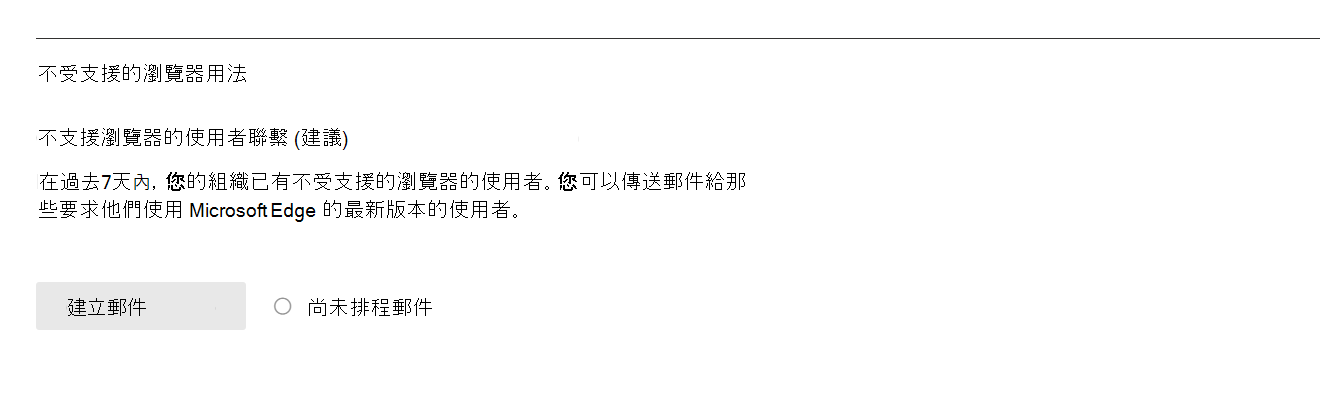 不受支援的瀏覽器用法
不支援瀏覽器的使用者聯繫 (建議)
在過去7天內, 您的組織已有不受支援的瀏覽器的使用者。您可以傳送郵件給那
些要求他們使用 Microsoft Edge 的最新版本的使用者。
建立郵件
尚未排程郵件